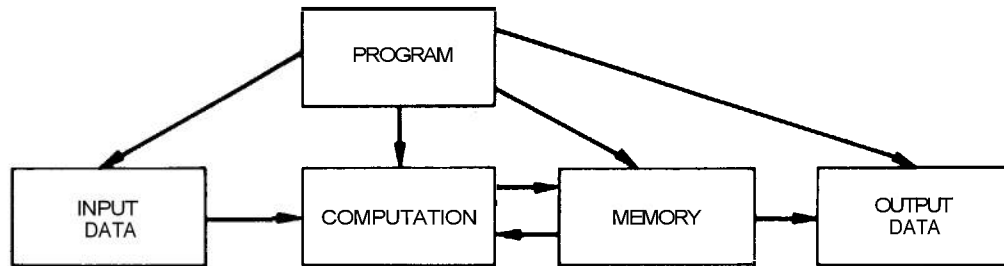 PROGRAM
INPUT
DATA
COMPUTATION
MEMORY
OUTPUT
DATA